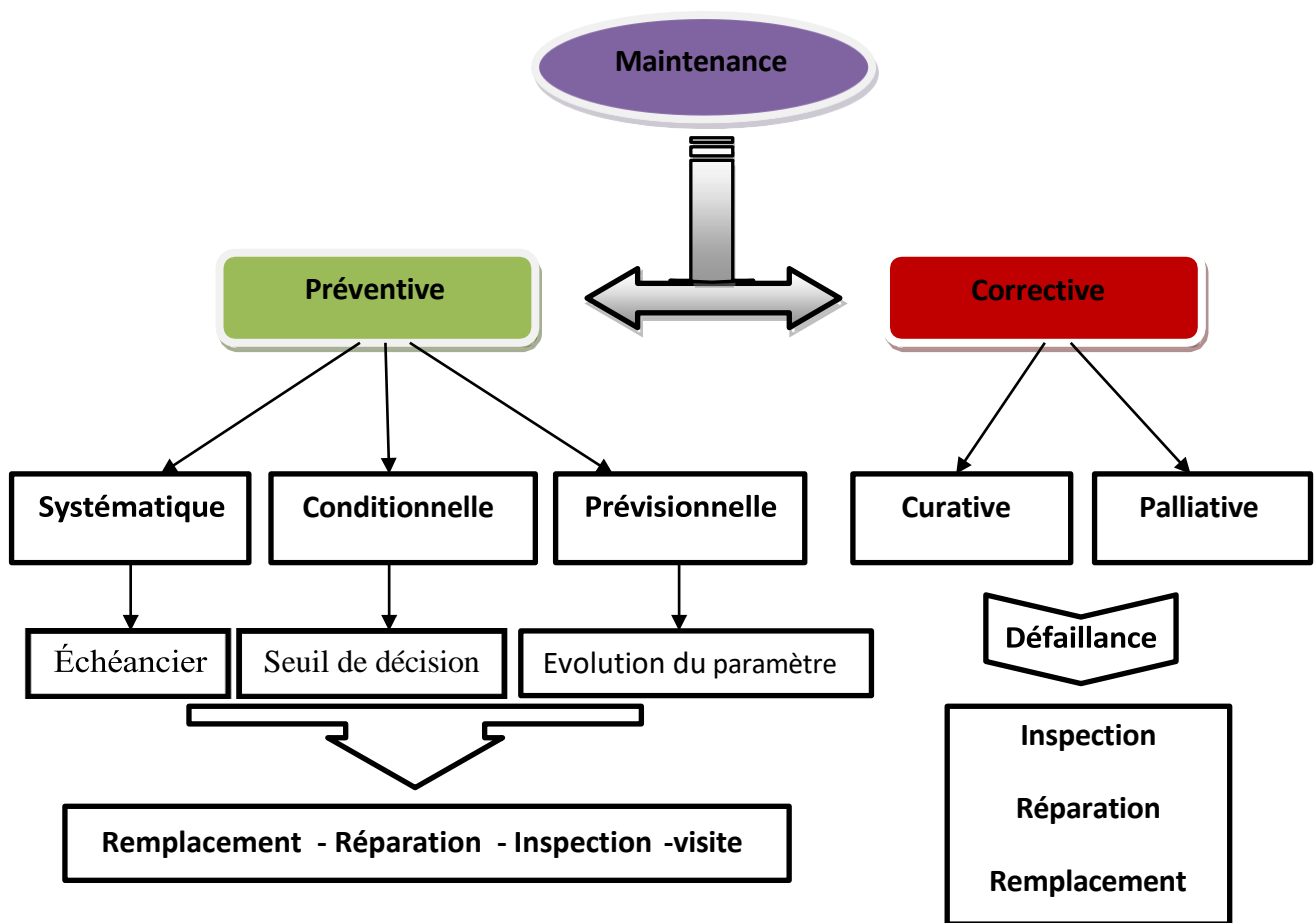 Maintenance
Préventive
Corrective
Systématique
Conditionnelle
Prévisionnelle
Curative
Palliative
Échéancier
Seuil de décision
Evolution du paramètre
Défaillance
Remplacement - Réparation - Inspection -visite
Inspection
Réparation
Remplacement